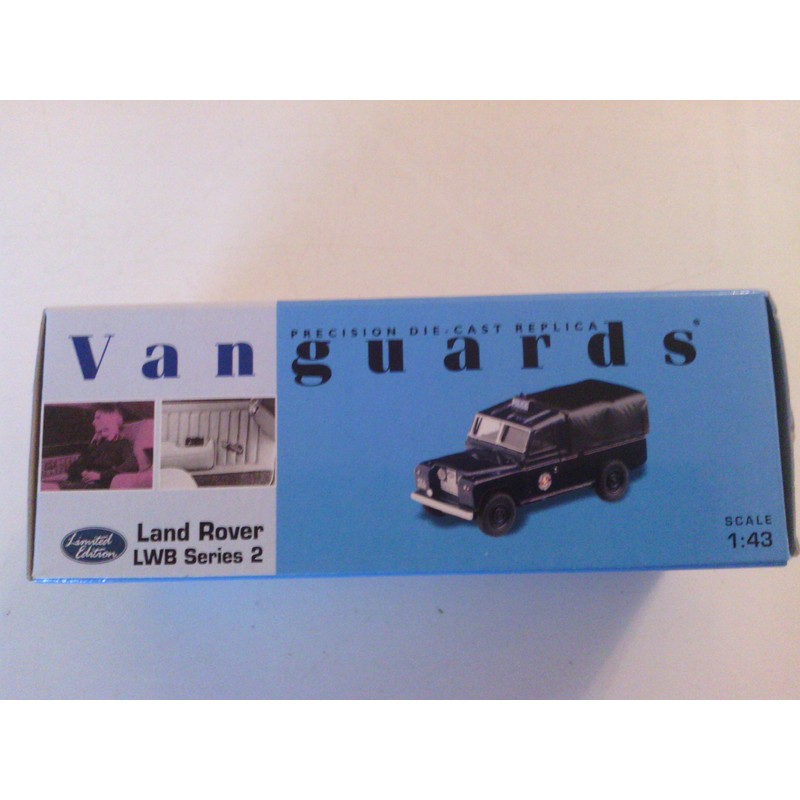 Vanguards®
PRECISION DIE-CAST REPLICA
Limited
Edition
Land Rover
LWB Series 2
SCALE
1:43